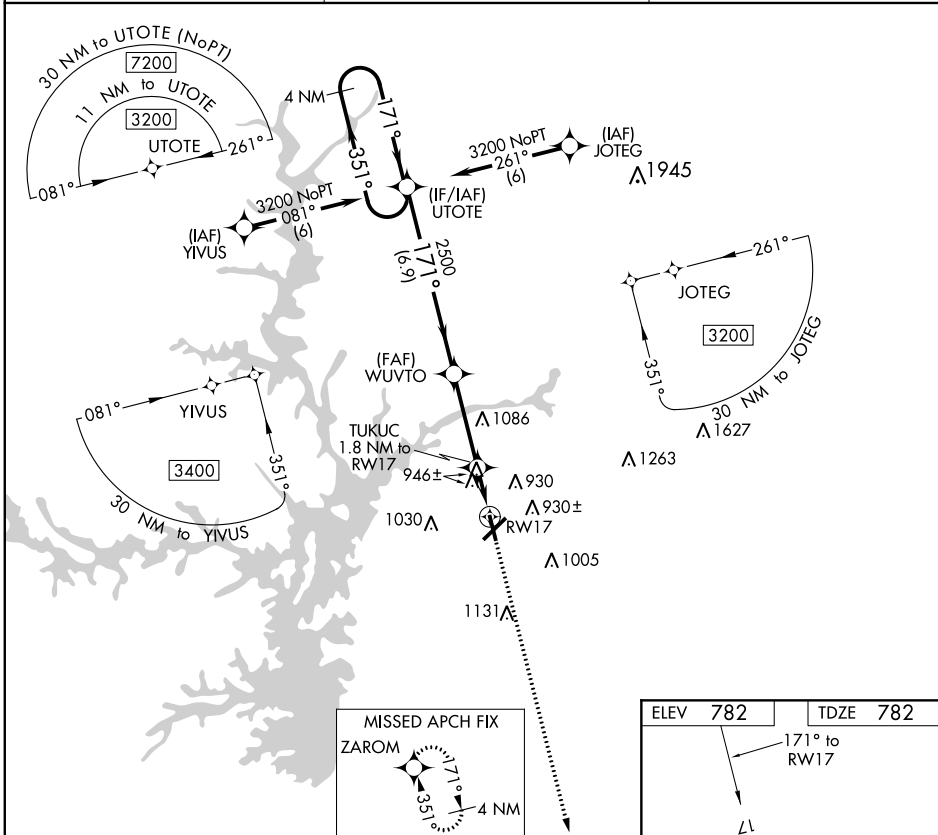 30 NM to UTOTE (NoPT)
7200
11 NM to UTOTE
3200
UTOTE
081°
261°
4 NM
171°
351°
3200 NoPT
261°
(6)
(IAF)
JOTEG
1945
3200 NoPT
081°
(6)
(IAF)
YIVUS
(IF/IAF)
UTOTE
2500
171°
(6.9)
261°
JOTEG
3200
351°
30 NM to JOTEG
(FAF)
WUVTO
081°
YIVUS
3400
351°
30 NM to YIVUS
1086
1627
1263
TUKUC
1.8 NM to
RW17
946±
930
930±
1030
RW17
1005
1131
MISSED APCH FIX
ZAROM
171°
351°
4 NM
ELEV 782
TDZE 782
171° to
RW17
17